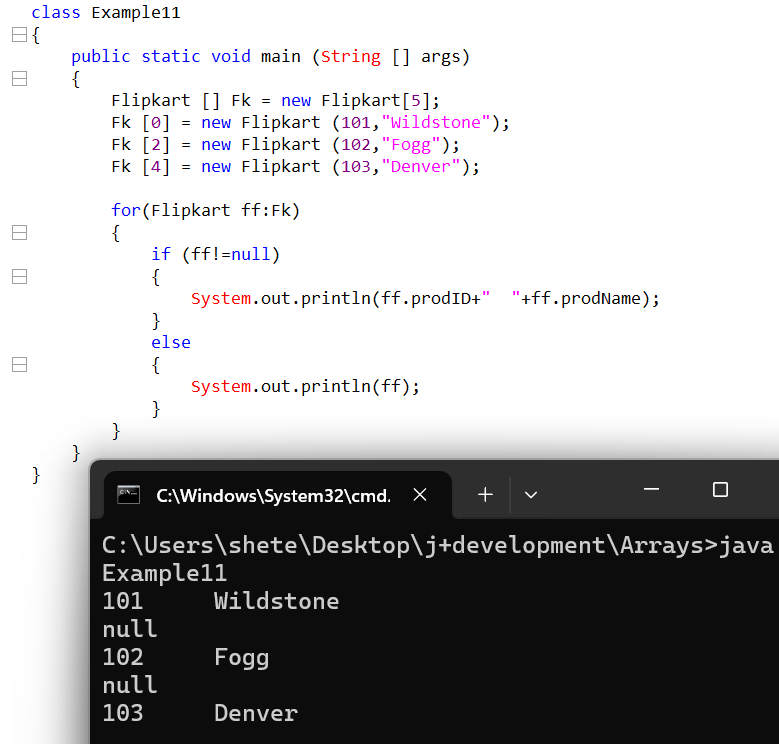 class Example11
{
    public static void main (String [] args)
    {
        Flipkart [] Fk = new Flipkart[5];
        Fk [0] = new Flipkart (101,"Wildstone");
        Fk [2] = new Flipkart (102,"Fogg");
        Fk [4] = new Flipkart (103,"Denver");
        for(Flipkart ff:Fk)
        {
            if (ff!=null)
            {
                System.out.println(ff.prodID+"  "+ff.prodName);
            }
            else
            {
                System.out.println(ff);
            }
        }
    }
}
C:\Windows\System32\cmd.
C:\Users\shete\Desktop\j+development\Arrays>java
Example11
101     Wildstone
null
102     Fogg
null
103     Denver